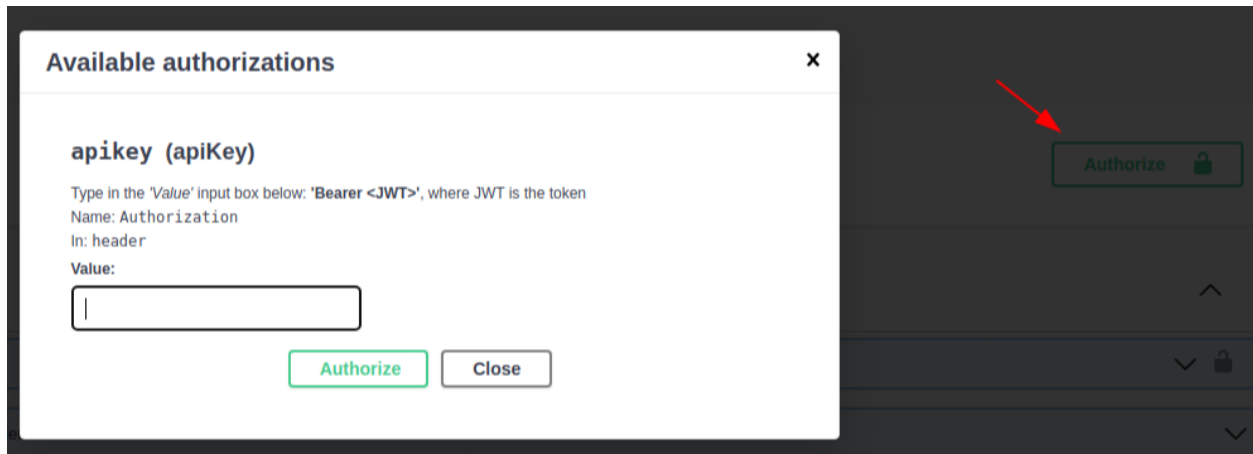 Available authorizations
×
Authorize
apikey (apiKey)
Type in the 'Value' input box below: 'Bearer <JWT>', where JWT is the token
Name: Authorization
In: header
Value:
Authorize
Close